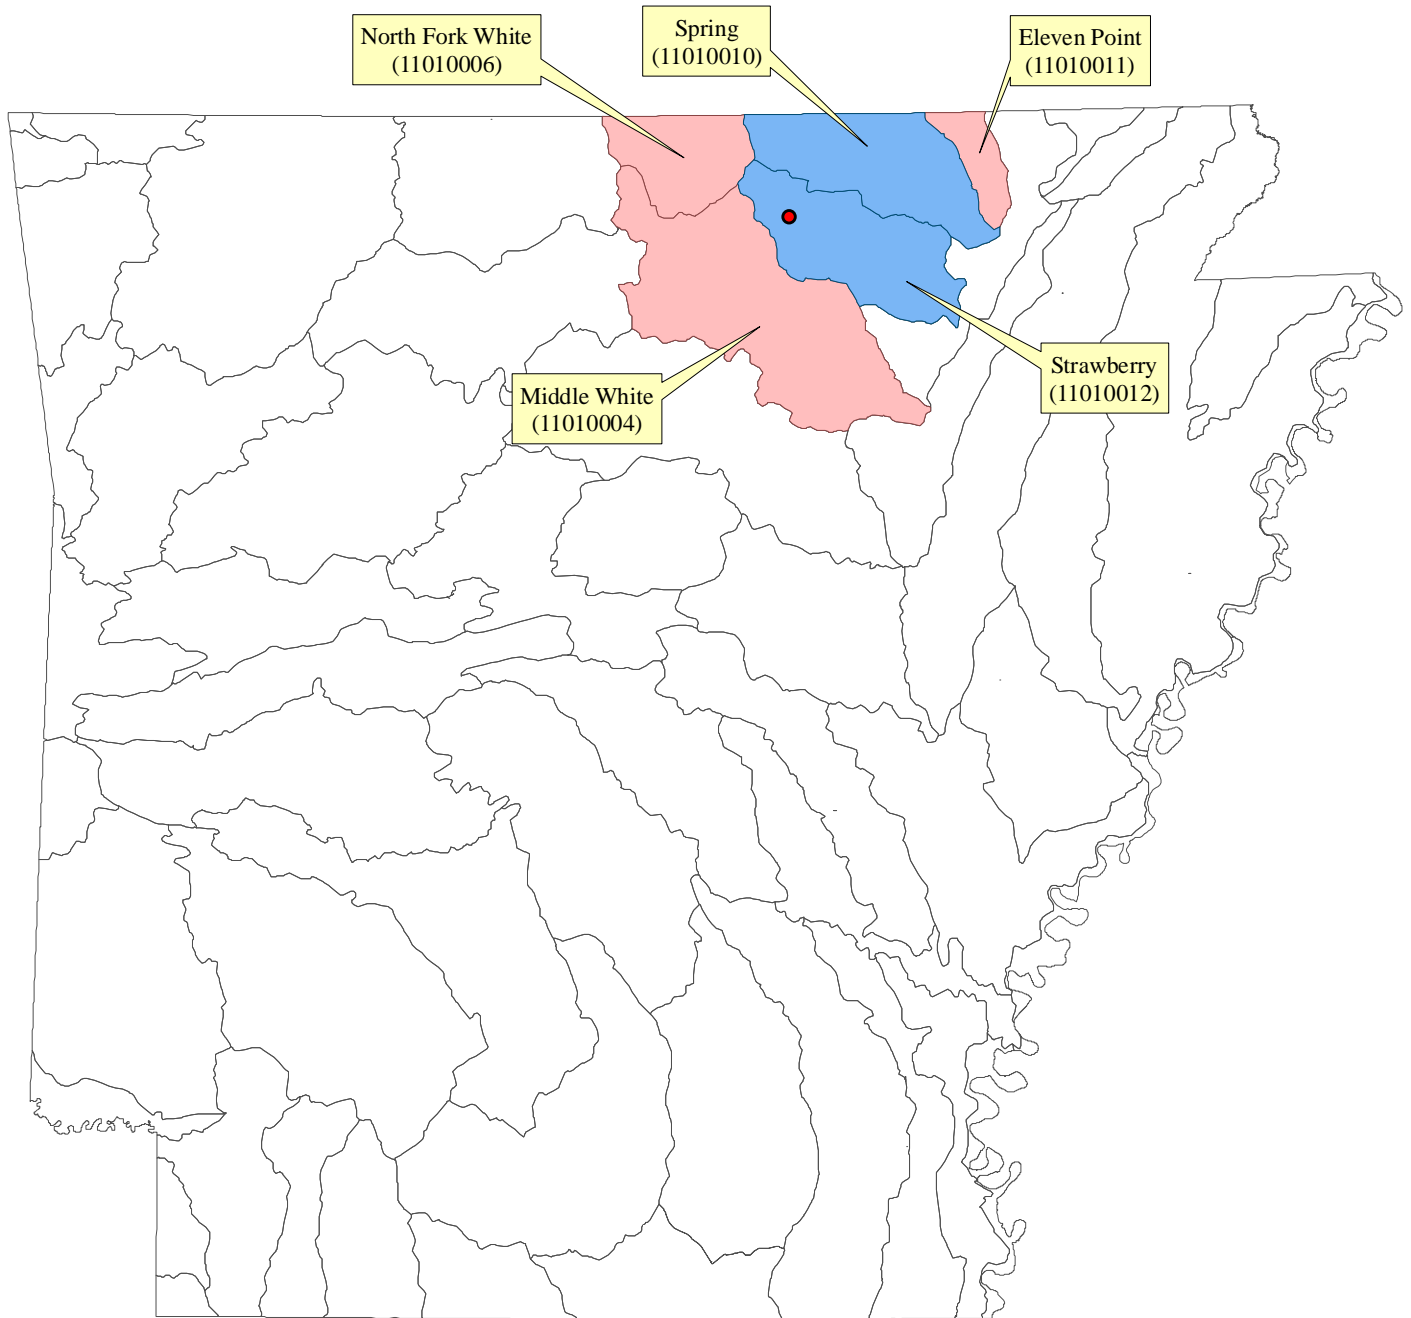 North Fork White
(11010006)
Spring
(11010010)
Eleven Point
(11010011)
Strawberry
(11010012)
Middle White
(11010004)